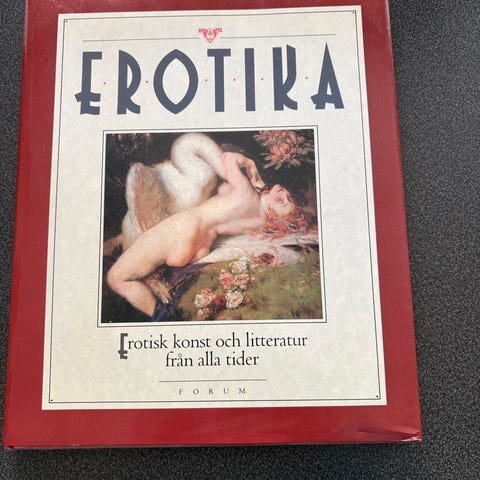 EROTIKA
Erotisk konst och litteratur
från alla tider
FORUM